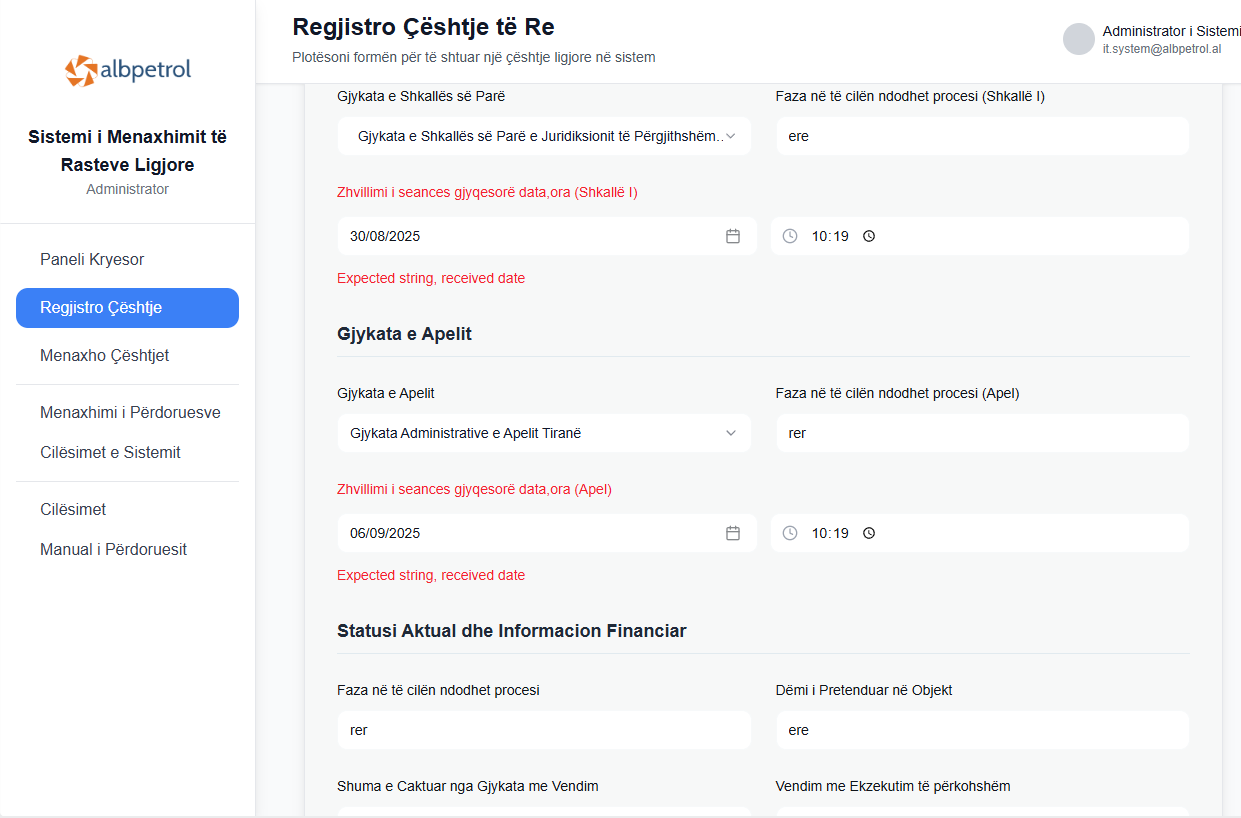 albpetrol
Sistemi i Menaxhimit të
Rasteve Ligjore
Administrator
Paneli Kryesor
Regjistro Çështje
Menaxho Çështjet
Menaxhimi i Përdoruesve
Cilësimet e Sistemit
Cilësimet
Manual i Përdoruesit
Regjistro Çështje të Re
Plotësoni formën për të shtuar një çështje ligjore në sistem
Administrator i Sistemi
it.system@albpetrol.al
Gjykata e Shkallës së Parë
Faza në të cilën ndodhet procesi (Shkallë I)
Gjykata e Shkallës së Parë e Juridiksionit të Përgjithshëm..
ere
Zhvillimi i seances gjyqesorë data,ora (Shkallë I)
30/08/2025
10:19
Expected string, received date
Gjykata e Apelit
Gjykata e Apelit
Faza në të cilën ndodhet procesi (Apel)
Gjykata Administrative e Apelit Tiranë
rer
Zhvillimi i seances gjyqesorë data,ora (Apel)
06/09/2025
10:19
Expected string, received date
Statusi Aktual dhe Informacion Financiar
Faza në të cilën ndodhet procesi
Dëmi i Pretenduar në Objekt
rer
ere
Shuma e Caktuar nga Gjykata me Vendim
Vendim me Ekzekutim të përkohshëm